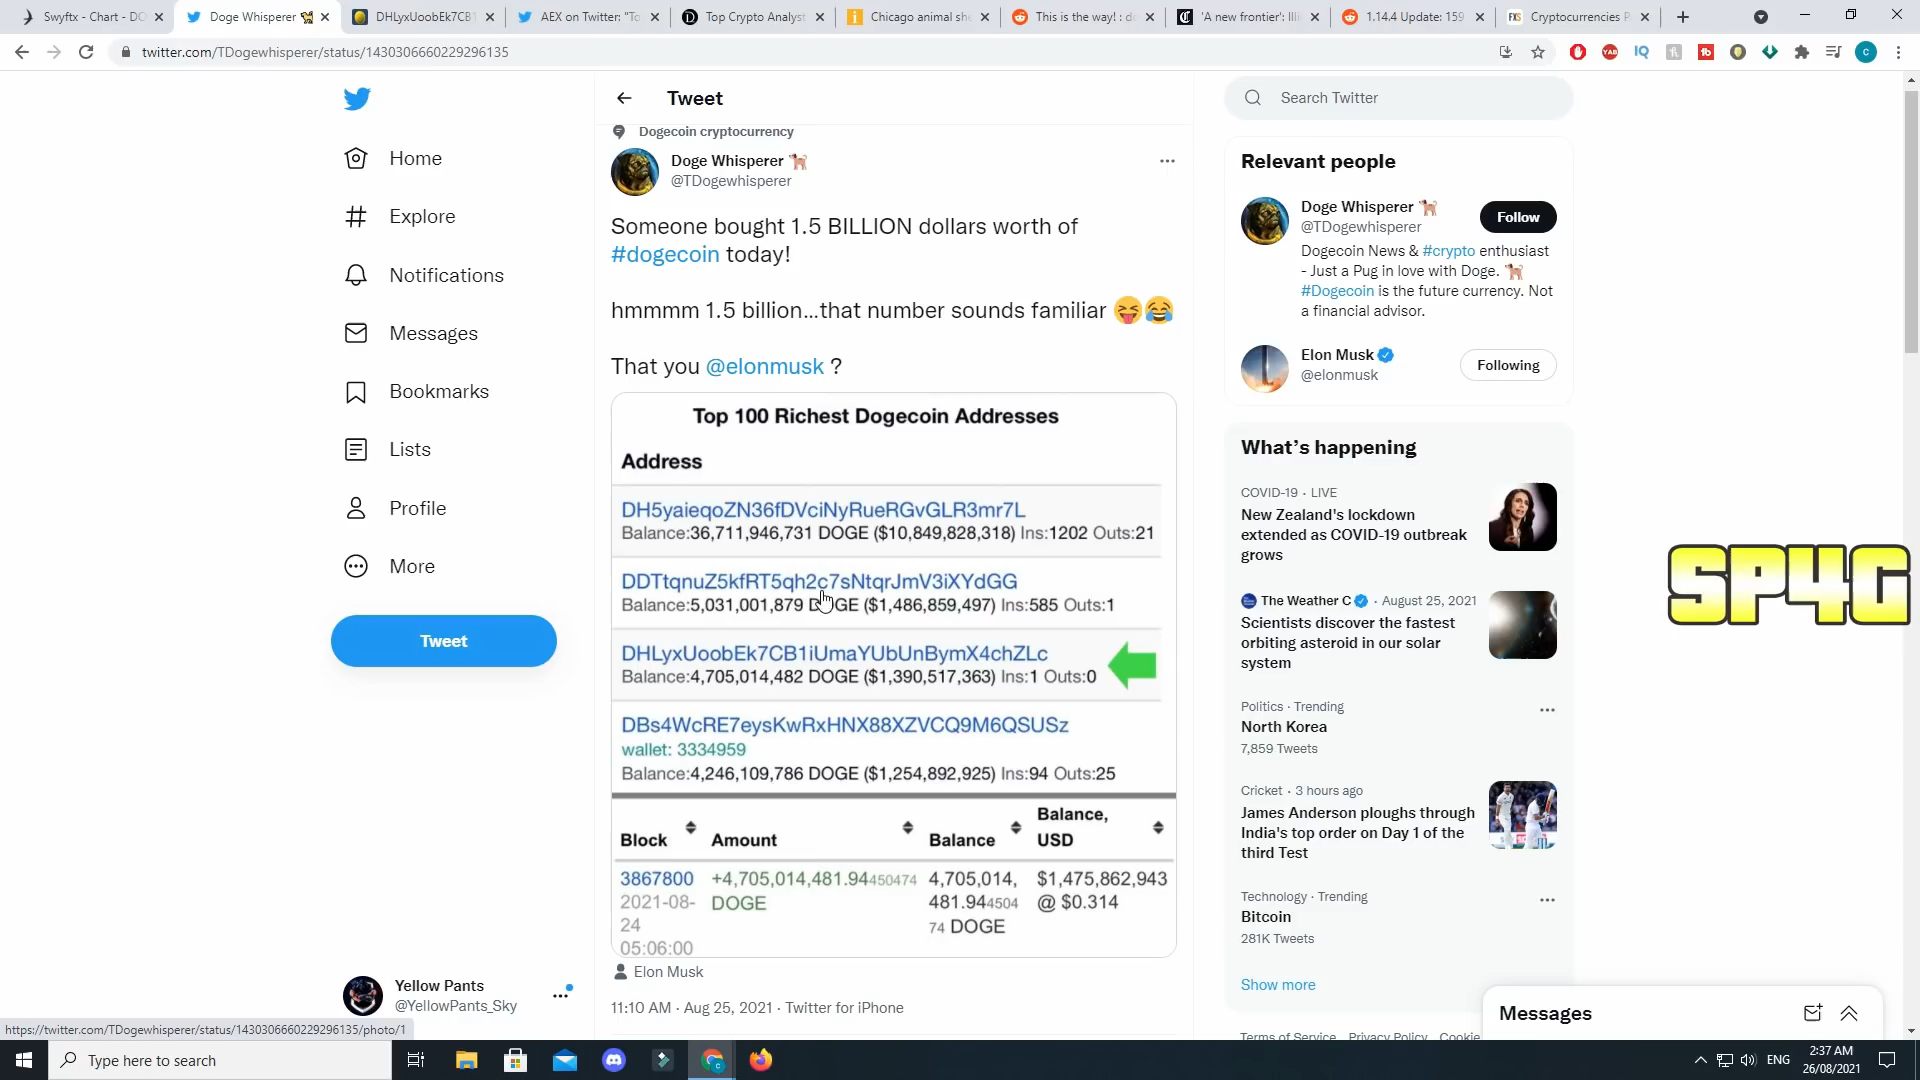 Swyftx - Chart - DO
Doge Whisperer
DHLyxUoobEk7CB1
AEX on Twitter: "To
Top Crypto Analyst
Chicago animal sh
This is the way! : d
'A new frontier': Illi
1.14.4 Update: 159
Cryptocurrencies P
twitter.com/TDogewhisperer/status/1430306660229296135
Home
Explore
Notifications
Messages
Bookmarks
Lists
Profile
More
Tweet
Yellow Pants
@YellowPants_Sky
Tweet
Dogecoin cryptocurrency
Doge Whisperer
@TDogewhisperer
Someone bought 1.5 BILLION dollars worth of
#dogecoin today!
hmmmm 1.5 billion...that number sounds familiar
That you @elonmusk ?
Top 100 Richest Dogecoin Addresses
Address
DH5yaieqoZN36fDVciNyRueRGvGLR3mr7L
Balance:36,711,946,731 DOGE ($10,849,828,318) Ins:1202 Outs:21
DDTtqnuZ5kfRT5qh2c7sNtqrJmV3iXYdGG
Balance:5,031,001,879 DOGE ($1,486,859,497) Ins:585 Outs:1
DHLyxUoobEk7CB1iUmaYUbUnBymX4chZLc
Balance:4,705,014,482 DOGE ($1,390,517,363) Ins:1 Outs:0
DBs4WcRE7eysKwRxHNX88XZVCQ9M6QSUSz
wallet: 3334959
Balance:4,246,109,786 DOGE ($1,254,892,925) Ins:94 Outs:25
Block Amount Balance Balance, USD
3867800 +4,705,014,481.94450474 4,705,014, $1,475,862,943
2021-08- DOGE 481.944504 @ $0.314
24 74 DOGE
05:06:00
Elon Musk
11:10 AM · Aug 25, 2021 · Twitter for iPhone
Search Twitter
Relevant people
Doge Whisperer
@TDogewhisperer
Follow
Dogecoin News & #crypto enthusiast
- Just a Pug in love with Doge.
#Dogecoin is the future currency. Not
a financial advisor.
Elon Musk
@elonmusk
Following
What's happening
COVID-19 · LIVE
New Zealand's lockdown
extended as COVID-19 outbreak
grows
The Weather C · August 25, 2021
Scientists discover the fastest
orbiting asteroid in our solar
system
Politics · Trending
North Korea
7,859 Tweets
Cricket · 3 hours ago
James Anderson ploughs through
India's top order on Day 1 of the
third Test
Technology · Trending
Bitcoin
281K Tweets
Show more
Terms of Service Privacy Policy Cookie
Messages
SP4G
https://twitter.com/TDogewhisperer/status/1430306660229296135/photo/1
Type here to search
ENG
2:37 AM
26/08/2021